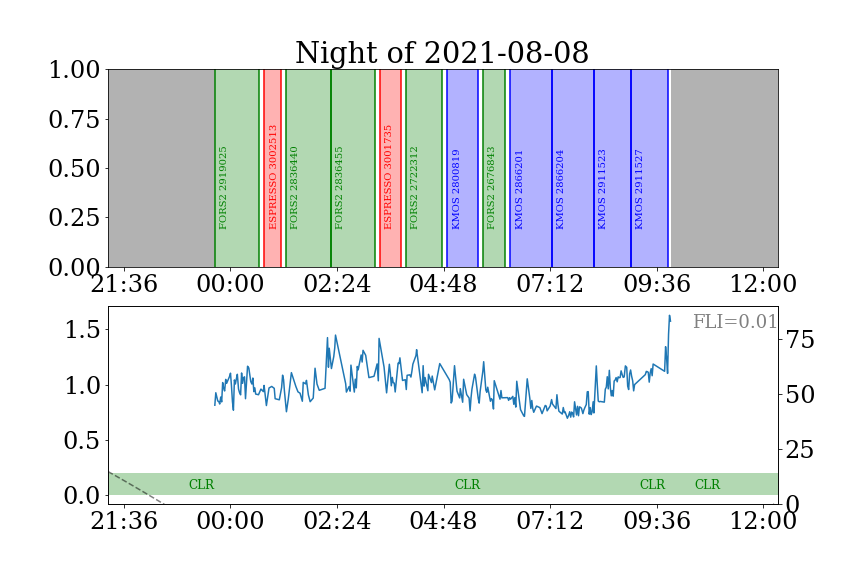 Night of 2021-08-08
1.00
0.75
0.50
0.25
0.00
FORS2 2919025
ESPRESSO 3002513
FORS2 2836440
FORS2 2836455
ESPRESSO 3001735
FORS2 2722312
KMOS 2800819
FORS2 2676843
KMOS 2866201
KMOS 2866204
KMOS 2911523
KMOS 2911527
21:36 00:00 02:24 04:48 07:12 09:36 12:00
FLI=0.01
1.5
1.0
0.5
0.0
75
50
25
0
CLR CLR CLR CLR
21:36 00:00 02:24 04:48 07:12 09:36 12:00